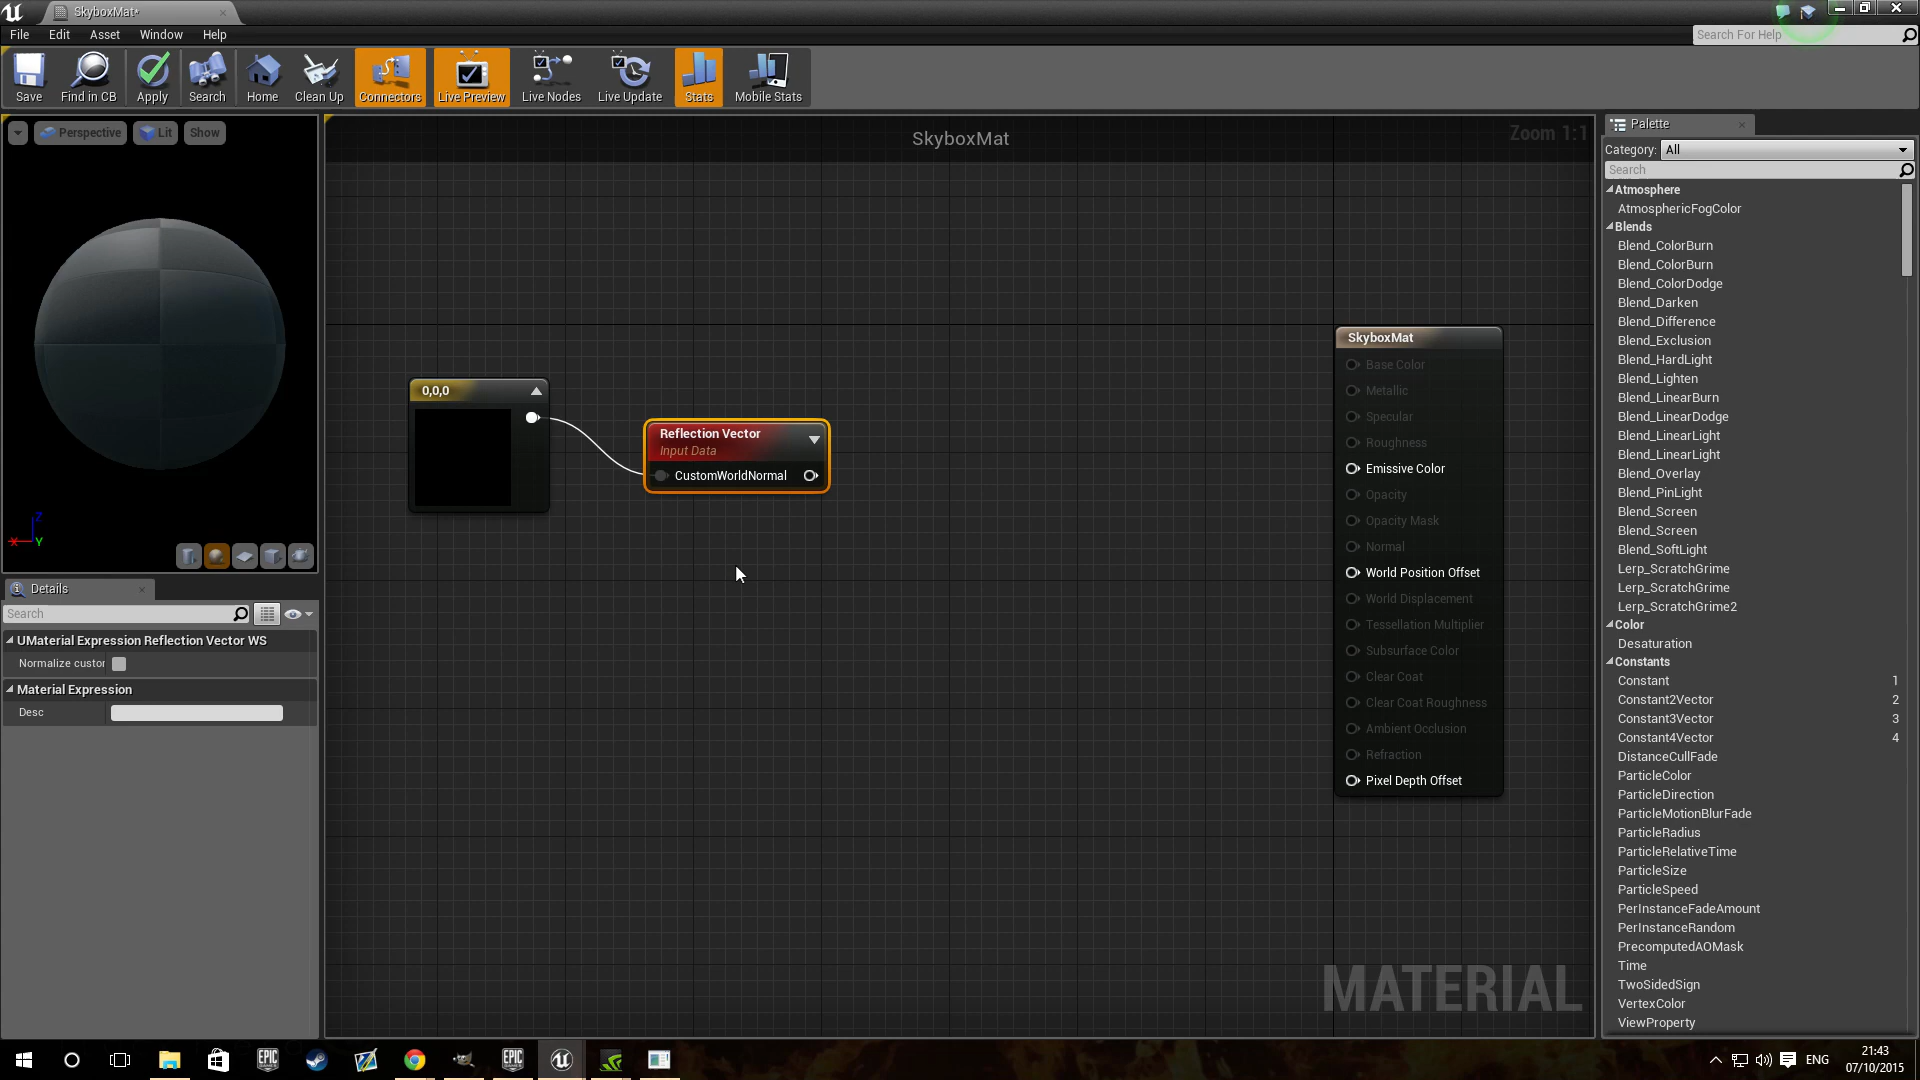 SkyboxMat*
File Edit Asset Window Help
Search For Help
Save Find in CB Apply Search Home Clean Up Connectors Live Preview Live Nodes Live Update Stats Mobile Stats
Perspective Lit Show
SkyboxMat
Zoom 1:1
Z
X
Y
0,0,0
Reflection Vector
Input Data
CustomWorldNormal
SkyboxMat
Base Color
Metallic
Specular
Roughness
Emissive Color
Opacity
Opacity Mask
Normal
World Position Offset
World Displacement
Tessellation Multiplier
Subsurface Color
Clear Coat
Clear Coat Roughness
Ambient Occlusion
Refraction
Pixel Depth Offset
MATERIAL
Details
Search
UMaterial Expression Reflection Vector WS
Normalize custor
Material Expression
Desc
Palette
Category: All
Search
Atmosphere
AtmosphericFogColor
Blends
Blend_ColorBurn
Blend_ColorBurn
Blend_ColorDodge
Blend_Darken
Blend_Difference
Blend_Exclusion
Blend_HardLight
Blend_Lighten
Blend_LinearBurn
Blend_LinearDodge
Blend_LinearLight
Blend_LinearLight
Blend_Overlay
Blend_PinLight
Blend_Screen
Blend_Screen
Blend_SoftLight
Lerp_ScratchGrime
Lerp_ScratchGrime
Lerp_ScratchGrime2
Color
Desaturation
Constants
Constant 1
Constant2Vector 2
Constant3Vector 3
Constant4Vector 4
DistanceCullFade
ParticleColor
ParticleDirection
ParticleMotionBlurFade
ParticleRadius
ParticleRelativeTime
ParticleSize
ParticleSpeed
PerInstanceFadeAmount
PerInstanceRandom
PrecomputedAOMask
Time
TwoSidedSign
VertexColor
ViewProperty
EPIC
EPIC
ENG
21:43
07/10/2015